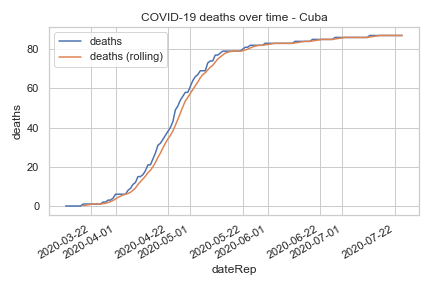 COVID-19 deaths over time - Cuba
deaths
deaths (rolling)
deaths
80
60
40
20
0
2020-03-22
2020-04-01
2020-04-22
2020-05-01
2020-05-22
2020-06-01
2020-06-22
2020-07-01
2020-07-22
dateRep